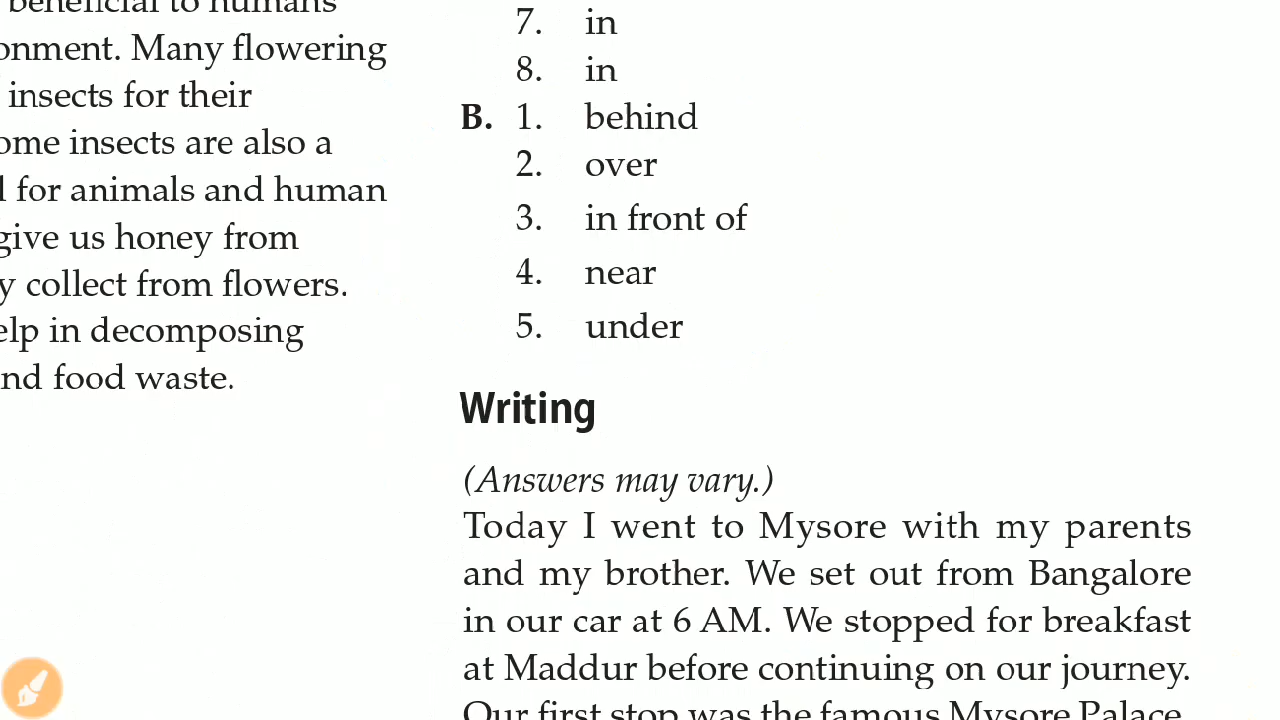 beneficial to humans
onment. Many flowering
insects for their
ome insects are also a
l for animals and human
give us honey from
y collect from flowers.
elp in decomposing
nd food waste.
7. in
8. in
B. 1. behind
2. over
3. in front of
4. near
5. under
Writing
(Answers may vary.)
Today I went to Mysore with my parents
and my brother. We set out from Bangalore
in our car at 6 AM. We stopped for breakfast
at Maddur before continuing on our journey.
Our first stop was the famous Mysore Palace.